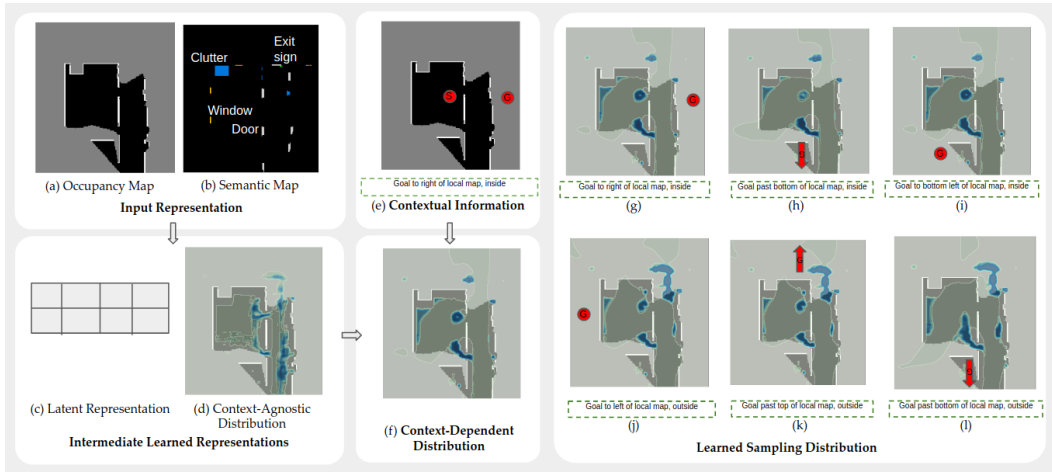 Clutter
Exit
sign
Window
Door
(a) Occupancy Map
(b) Semantic Map
Input Representation
S
G
Goal to right of local map, inside
(e) Contextual Information
(c) Latent Representation
(d) Context-Agnostic
Distribution
Intermediate Learned Representations
(f) Context-Dependent
Distribution
G
Goal to right of local map, inside
(g)
G
Goal past bottom of local map, inside
(h)
G
Goal to bottom left of local map, inside
(i)
G
Goal to left of local map, outside
(j)
G
Goal past top of local map, outside
(k)
G
Goal past bottom of local map, outside
(l)
Learned Sampling Distribution